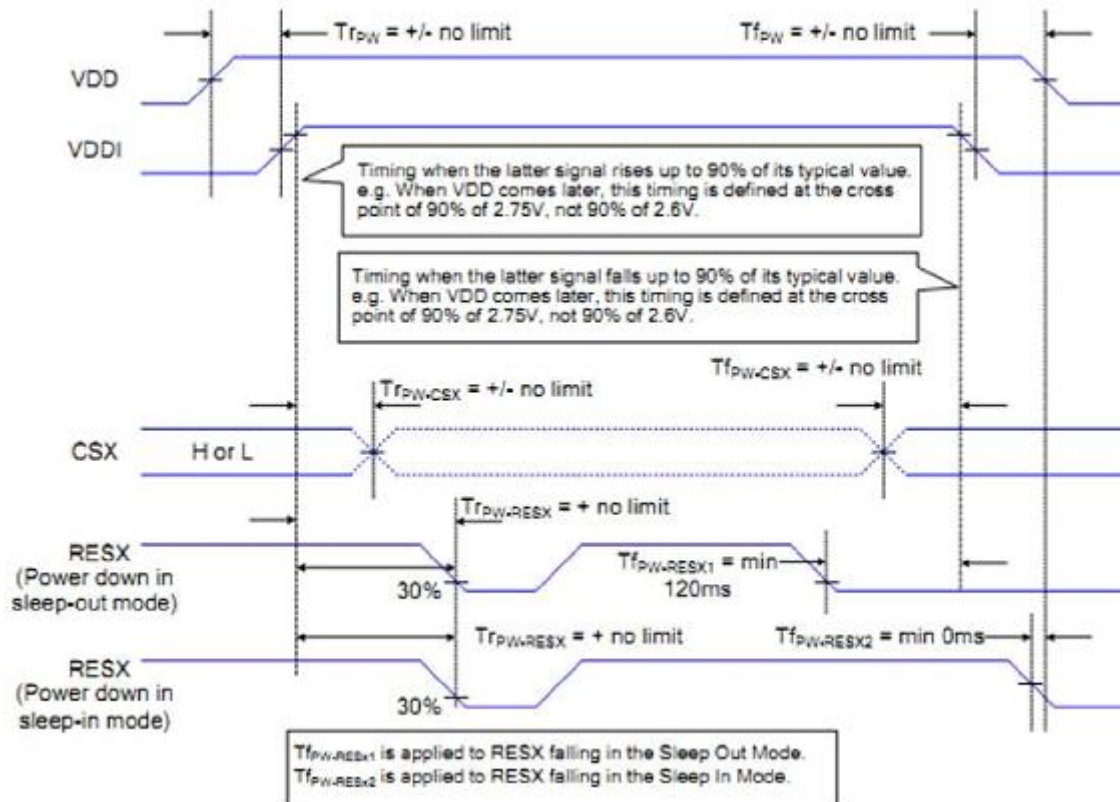 TrPW = +/- no limit
TfPW = +/- no limit
VDD
VDDI
Timing when the latter signal rises up to 90% of its typical value.
e.g. When VDD comes later, this timing is defined at the cross
point of 90% of 2.75V, not 90% of 2.6V.
Timing when the latter signal falls up to 90% of its typical value.
e.g. When VDD comes later, this timing is defined at the cross
point of 90% of 2.75V, not 90% of 2.6V.
TrPW-CSX = +/- no limit
TfPW-CSX = +/- no limit
CSX
H or L
TrPW-RESX = + no limit
RESX
(Power down in
sleep-out mode)
30%
TfPW-RESX1 = min
120ms
TrPW-RESX = + no limit
TfPW-RESX2 = min 0ms
RESX
(Power down in
sleep-in mode)
30%
TfPW-RESx1 is applied to RESX falling in the Sleep Out Mode.
TfPW-RESx2 is applied to RESX falling in the Sleep In Mode.